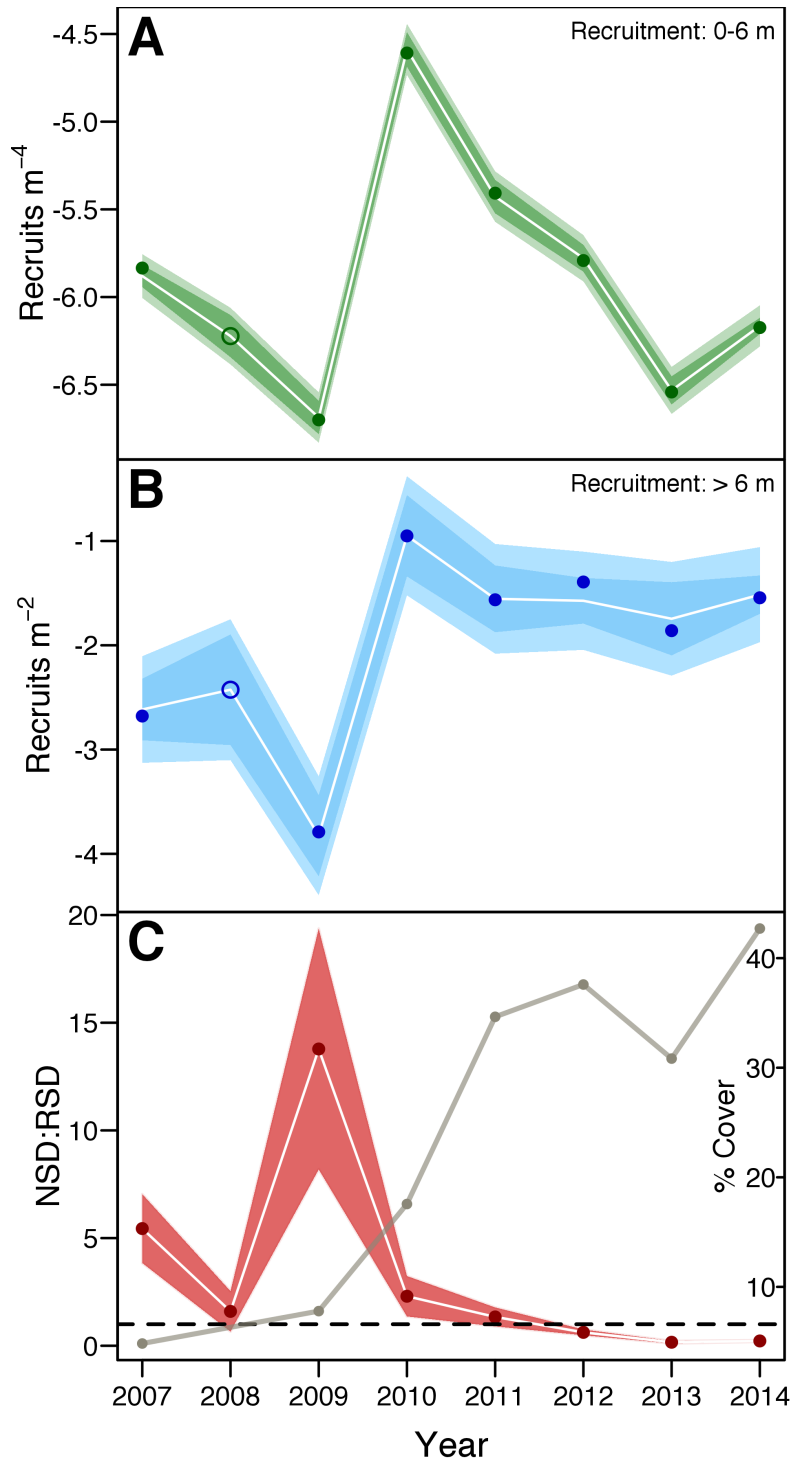 A
Recruitment: 0-6 m
-4.5
-5.0
-5.5
-6.0
-6.5
Recruits m⁻⁴
B
Recruitment: > 6 m
-1
-2
-3
-4
Recruits m⁻²
C
20
15
10
5
0
NSD:RSD
40
30
20
10
% Cover
2007 2008 2009 2010 2011 2012 2013 2014
Year